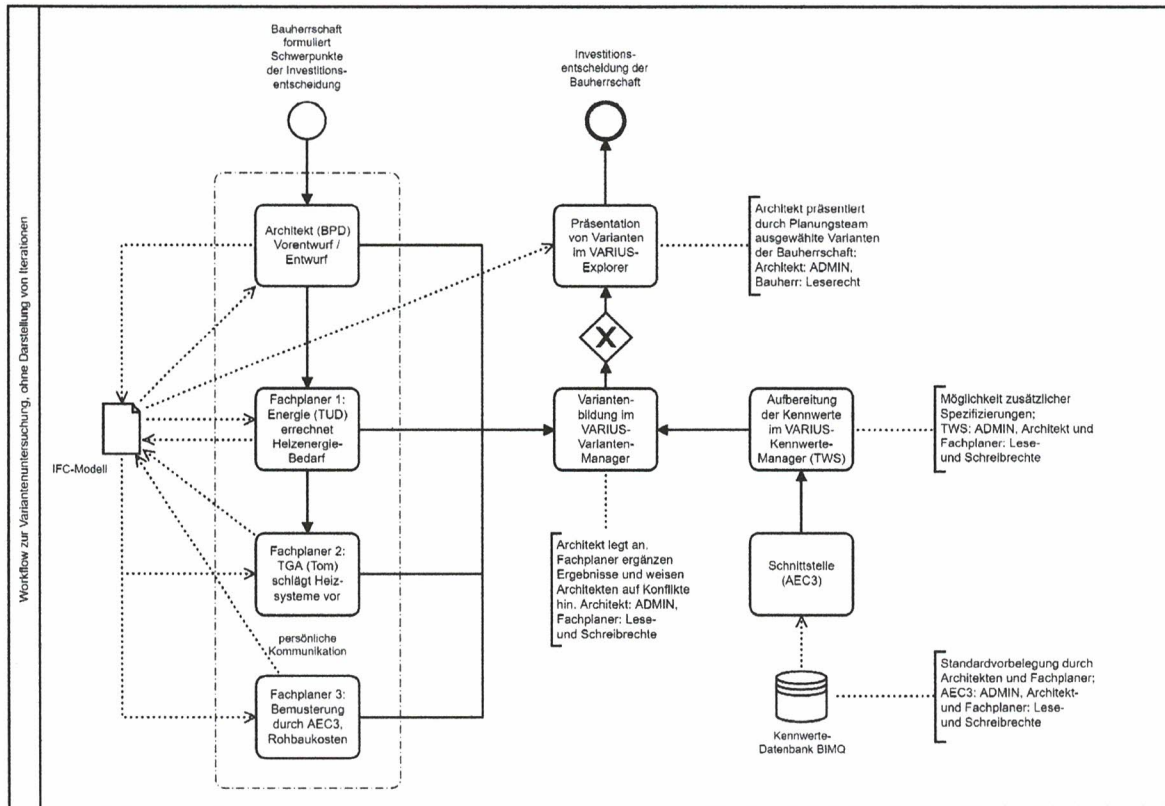 Workflow zur Variantenuntersuchung, ohne Darstellung von Iterationen
Bauherrschaft
formuliert
Schwerpunkte
der Investitions-
entscheidung
Investitions-
entscheidung der
Bauherrschaft
Architekt (BPD)
Vorentwurf /
Entwurf
Präsentation
von Varianten
im VARIUS-
Explorer
Architekt präsentiert
durch Planungsteam
ausgewählte Varianten
der Bauherrschaft;
Architekt: ADMIN,
Bauherr: Leserecht
X
IFC-Modell
Fachplaner 1:
Energie (TUD)
errechnet
Heizenergie-
Bedarf
Varianten-
bildung im
VARIUS-
Varianten-
Manager
Aufbereitung
der Kennwerte
im VARIUS-
Kennwerte-
Manager (TWS)
Möglichkeit zusätzlicher
Spezifizierungen;
TWS: ADMIN, Architekt und
Fachplaner: Lese-
und Schreibrechte
Fachplaner 2:
TGA (Tom)
schlägt Heiz-
systeme vor
Architekt legt an.
Fachplaner ergänzen
Ergebnisse und weisen
Architekten auf Konflikte
hin. Architekt: ADMIN,
Fachplaner: Lese-
und Schreibrechte
Schnittstelle
(AEC3)
persönliche
Kommunikation
Fachplaner 3:
Bemusterung
durch AEC3,
Rohbaukosten
Kennwerte-
Datenbank BIMQ
Standardvorbelegung durch
Architekten und Fachplaner;
AEC3: ADMIN, Architekt-
und Fachplaner: Lese-
und Schreibrechte